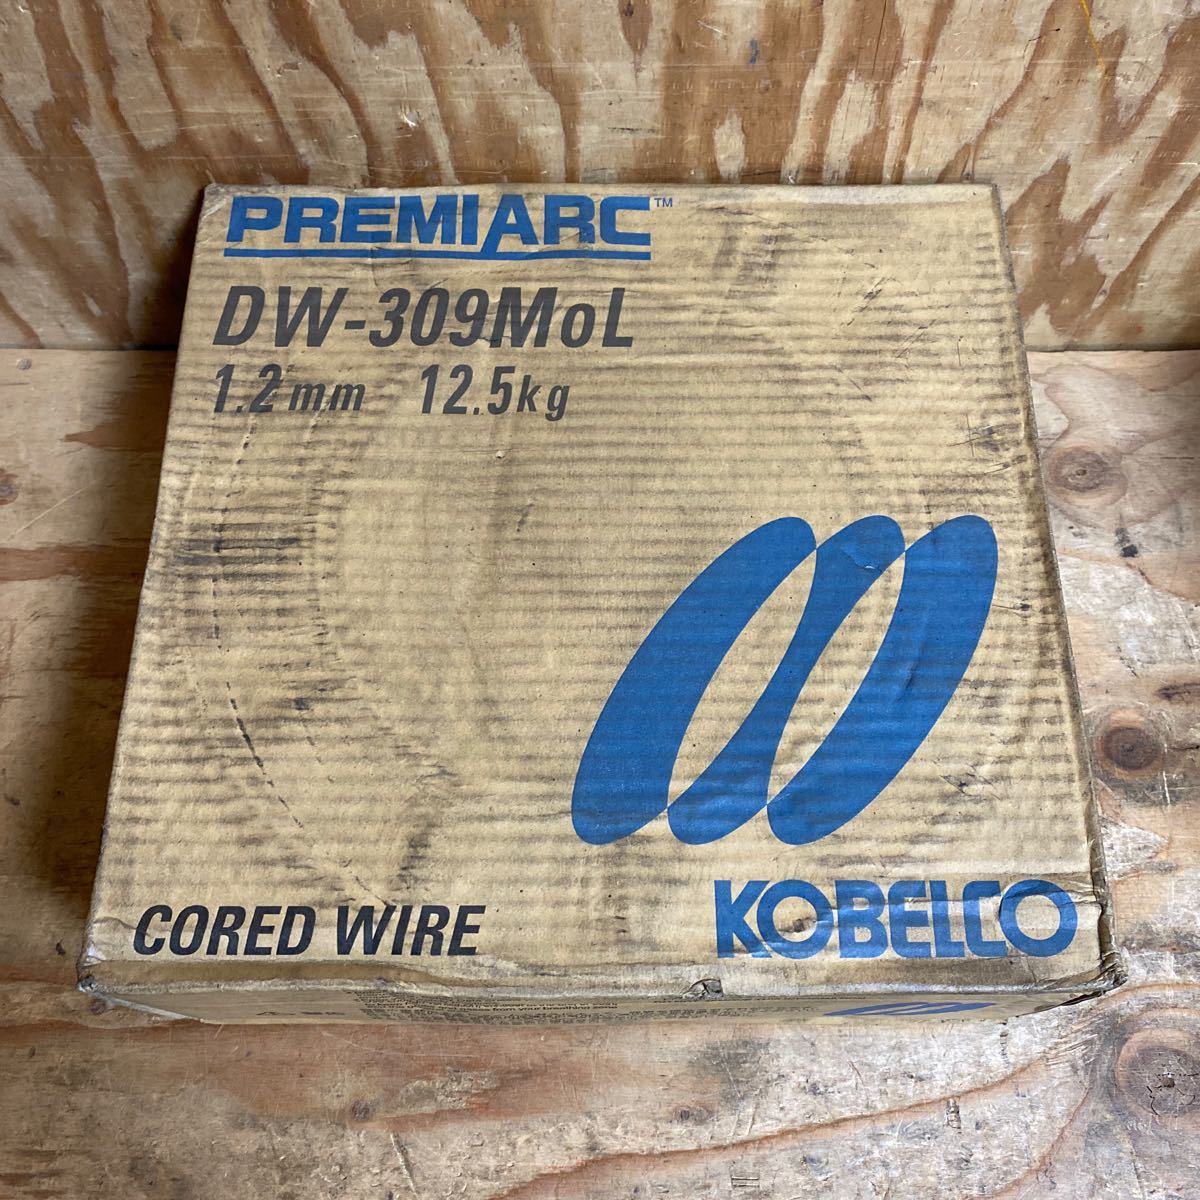 PREMIARC™
DW-309MoL
1.2mm 12.5kg
CORED WIRE
KOBELCO